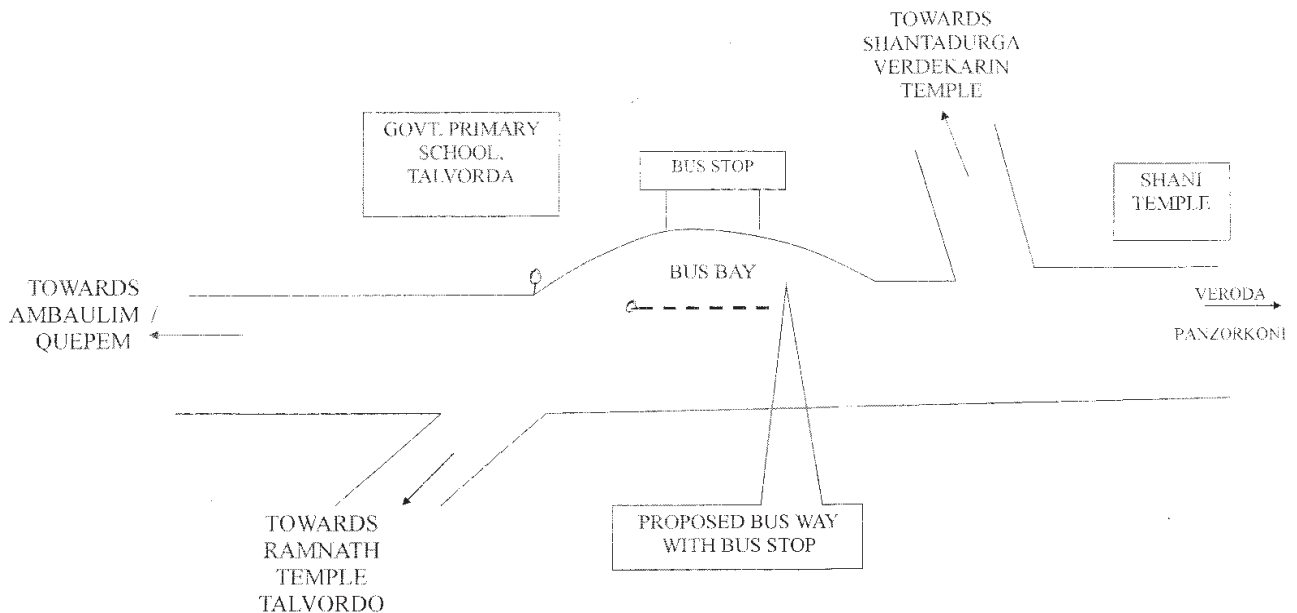 TOWARDS
SHANTADURGA
VERDEKARIN
TEMPLE
GOVT. PRIMARY
SCHOOL,
TALVORDA
BUS STOP
SHANI
TEMPLE
BUS BAY
TOWARDS
AMBAULIM /
QUEPEM
VERODA
PANZORKONI
PROPOSED BUS WAY
WITH BUS STOP
TOWARDS
RAMNATH
TEMPLE
TALVORDO